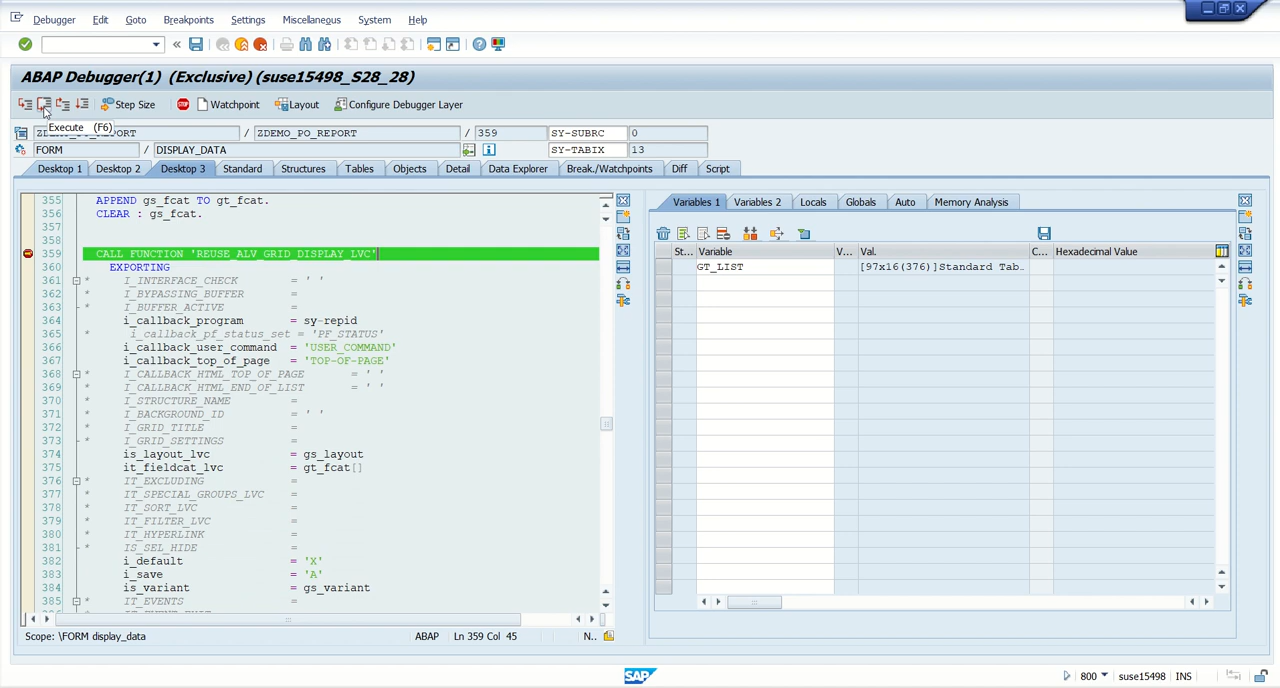 Debugger Edit Goto Breakpoints Settings Miscellaneous System Help
ABAP Debugger(1) (Exclusive) (suse15498_S28_28)
Step Size Watchpoint Layout Configure Debugger Layer
Execute (F6)
ZDEMO_PO_REPORT / ZDEMO_PO_REPORT / 359 SY-SUBRC 0
FORM / DISPLAY_DATA SY-TABIX 13
Desktop 1 Desktop 2 Desktop 3 Standard Structures Tables Objects Detail Data Explorer Break./Watchpoints Diff Script
355 APPEND gs_fcat TO gt_fcat.
356 CLEAR : gs_fcat.
357
358
359 CALL FUNCTION 'REUSE_ALV_GRID_DISPLAY_LVC'
360 EXPORTING
361 * I_INTERFACE_CHECK = ' '
362 * I_BYPASSING_BUFFER =
363 * I_BUFFER_ACTIVE =
364 i_callback_program = sy-repid
365 * i_callback_pf_status_set = 'PF_STATUS'
366 i_callback_user_command = 'USER_COMMAND'
367 i_callback_top_of_page = 'TOP-OF-PAGE'
368 * I_CALLBACK_HTML_TOP_OF_PAGE = ' '
369 * I_CALLBACK_HTML_END_OF_LIST = ' '
370 * I_STRUCTURE_NAME =
371 * I_BACKGROUND_ID = ' '
372 * I_GRID_TITLE =
373 * I_GRID_SETTINGS =
374 is_layout_lvc = gs_layout
375 it_fieldcat_lvc = gt_fcat[]
376 * IT_EXCLUDING =
377 * IT_SPECIAL_GROUPS_LVC =
378 * IT_SORT_LVC =
379 * IT_FILTER_LVC =
380 * IT_HYPERLINK =
381 * IS_SEL_HIDE =
382 i_default = 'X'
383 i_save = 'A'
384 is_variant = gs_variant
385 * IT_EVENTS =
Scope: \FORM display_data ABAP Ln 359 Col 45 N..
Variables 1 Variables 2 Locals Globals Auto Memory Analysis
St... Variable V... Val. C... Hexadecimal Value
GT_LIST [97x16(376)]Standard Tab…
SAP 800 suse15498 INS